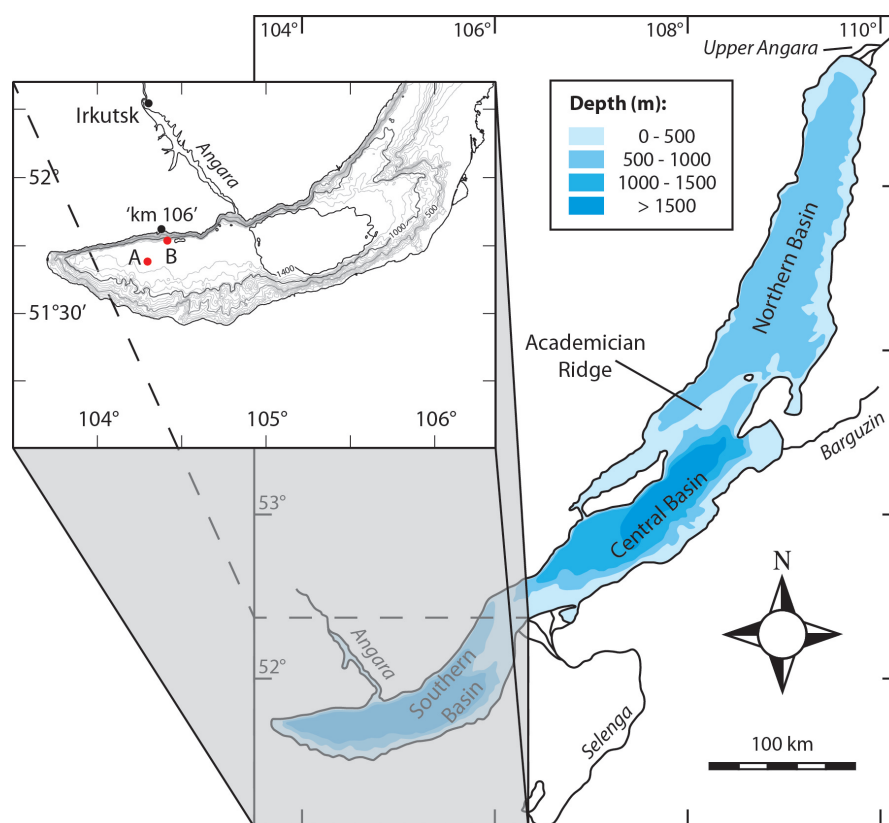 104°
106°
108°
110°
Upper Angara
Depth (m):
0 - 500
500 - 1000
1000 - 1500
> 1500
Irkutsk
Angara
52°
‘km 106’
A
B
1000
500
1400
51°30′
104°
105°
106°
Northern Basin
Academician
Ridge
Barguzin
Central Basin
53°
52°
Angara
Southern
Basin
Selenga
N
100 km